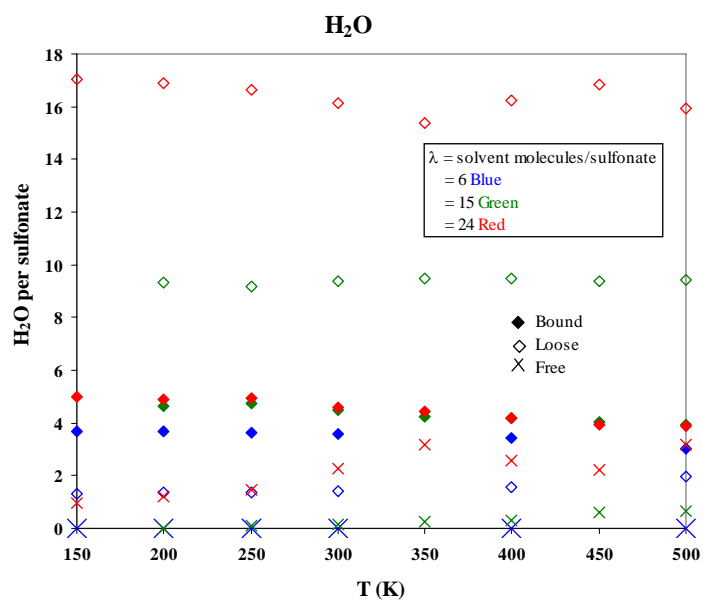 H₂O
18
16
14
12
10
8
6
4
2
0
H₂O per sulfonate
λ = solvent molecules/sulfonate
= 6 Blue
= 15 Green
= 24 Red
Bound
Loose
Free
150 200 250 300 350 400 450 500
T (K)